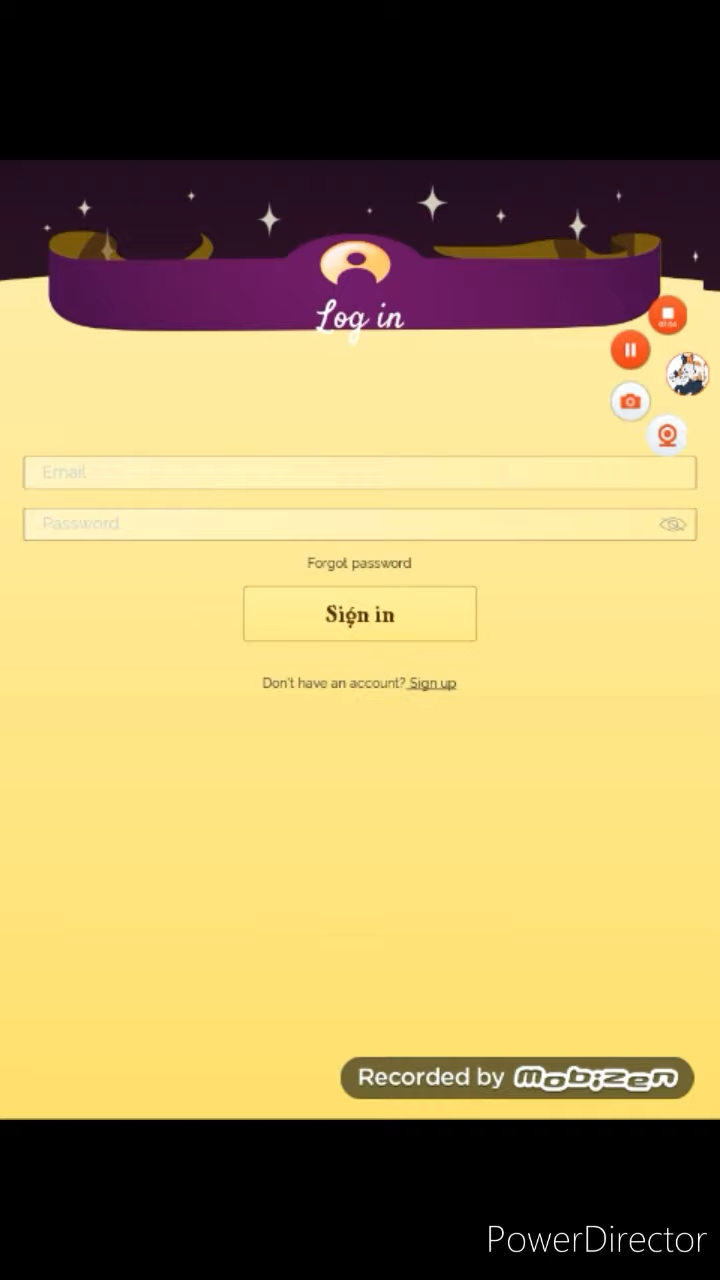 Log in
Email
Password
Forgot password
Sign in
Don't have an account? Sign up
Recorded by mobizen
PowerDirector